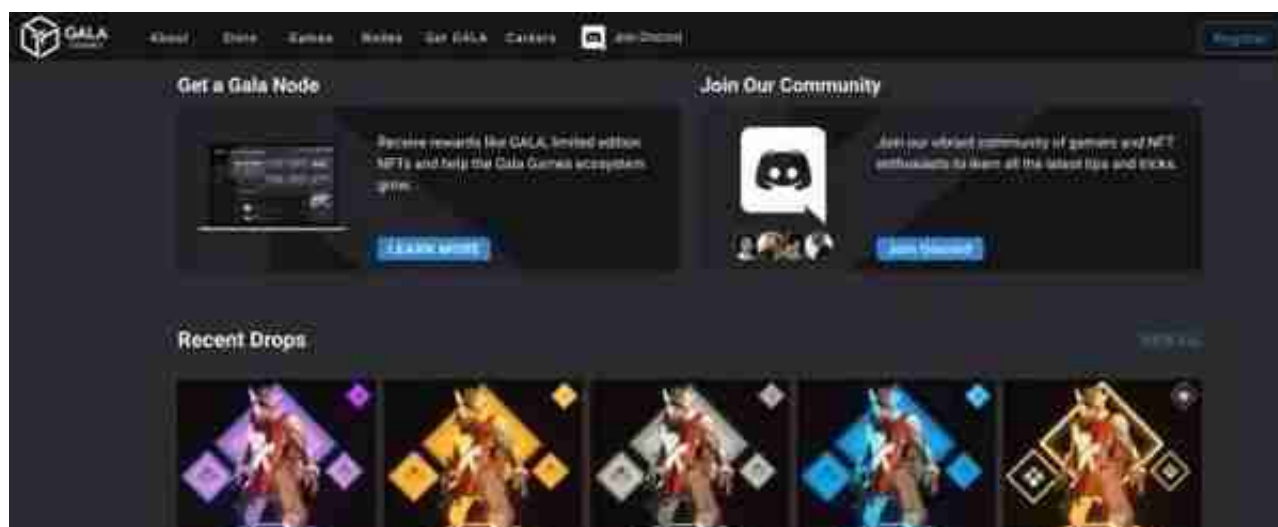 GALA
About Store Games Nodes Get GALA Careers Join Discord
Register
Get a Gala Node
Receive rewards like GALA, limited edition
NFTs and help the Gala Games ecosystem
grow.
LEARN MORE
Join Our Community
Join our vibrant community of gamers and NFT
enthusiasts to learn all the latest tips and tricks.
Join Discord
Recent Drops
VIEW ALL